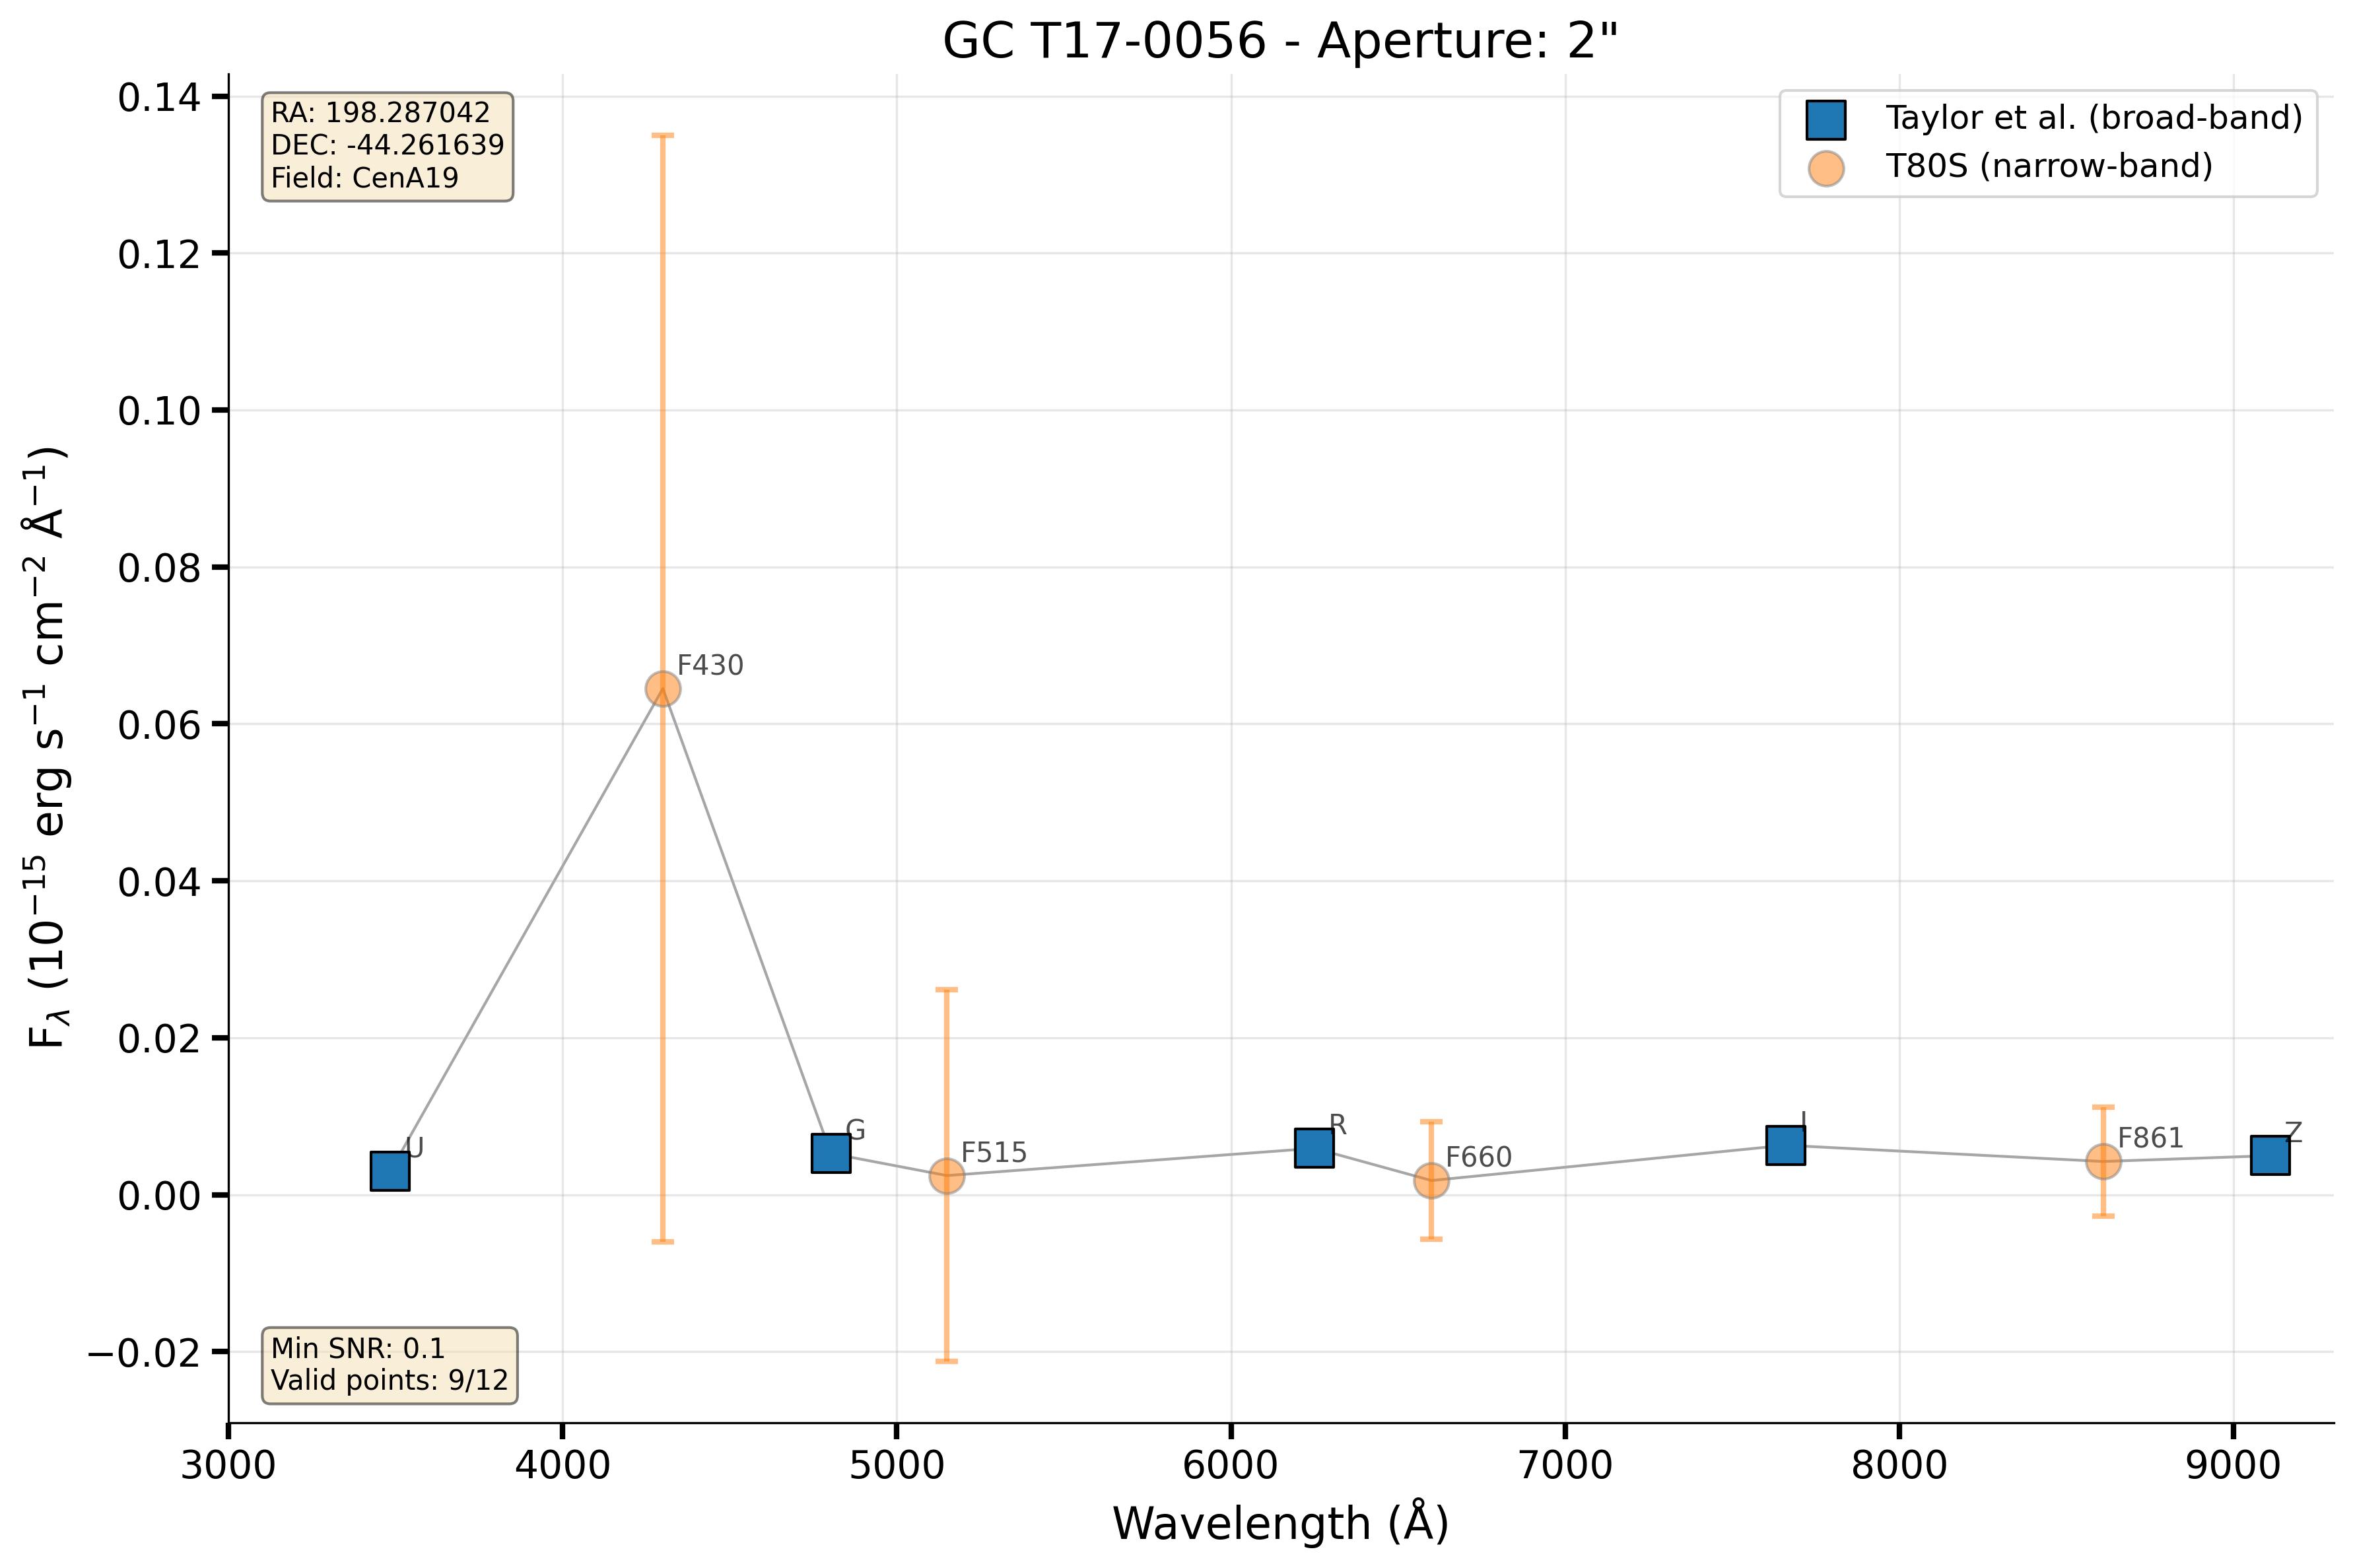 GC T17-0056 - Aperture: 2"
RA: 198.287042
DEC: -44.261639
Field: CenA19
Taylor et al. (broad-band)
T80S (narrow-band)
0.14
0.12
0.10
0.08
0.06
0.04
0.02
0.00
−0.02
F_λ (10⁻¹⁵ erg s⁻¹ cm⁻² Å⁻¹)
U
F430
G
F515
R
F660
I
F861
Z
Min SNR: 0.1
Valid points: 9/12
3000 4000 5000 6000 7000 8000 9000
Wavelength (Å)